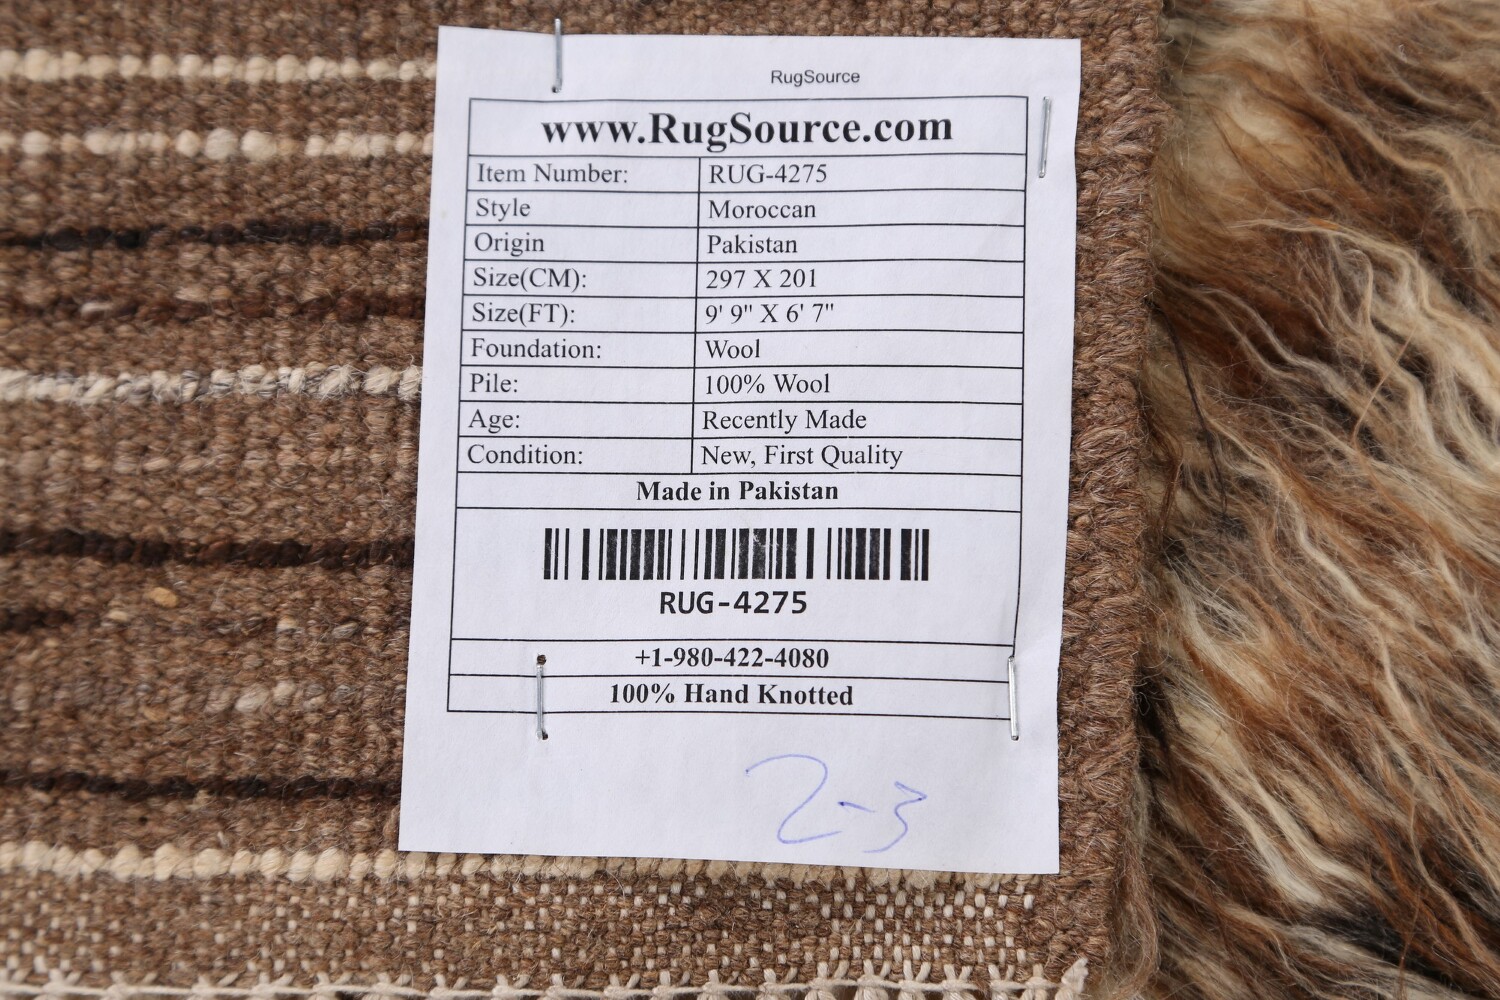 RugSource
www.RugSource.com
Item Number: RUG-4275
Style Moroccan
Origin Pakistan
Size(CM): 297 X 201
Size(FT): 9' 9" X 6' 7"
Foundation: Wool
Pile: 100% Wool
Age: Recently Made
Condition: New, First Quality
Made in Pakistan
RUG-4275
+1-980-422-4080
100% Hand Knotted
2-3